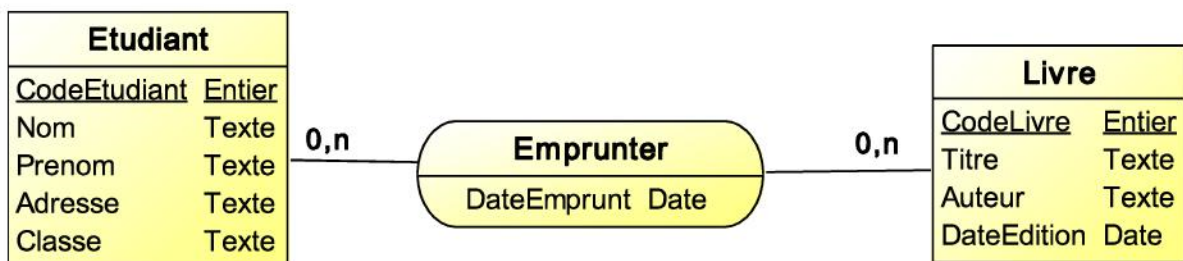 Etudiant
CodeEtudiant Entier
Nom Texte
Prenom Texte
Adresse Texte
Classe Texte
0,n
Emprunter
DateEmprunt Date
0,n
Livre
CodeLivre Entier
Titre Texte
Auteur Texte
DateEdition Date